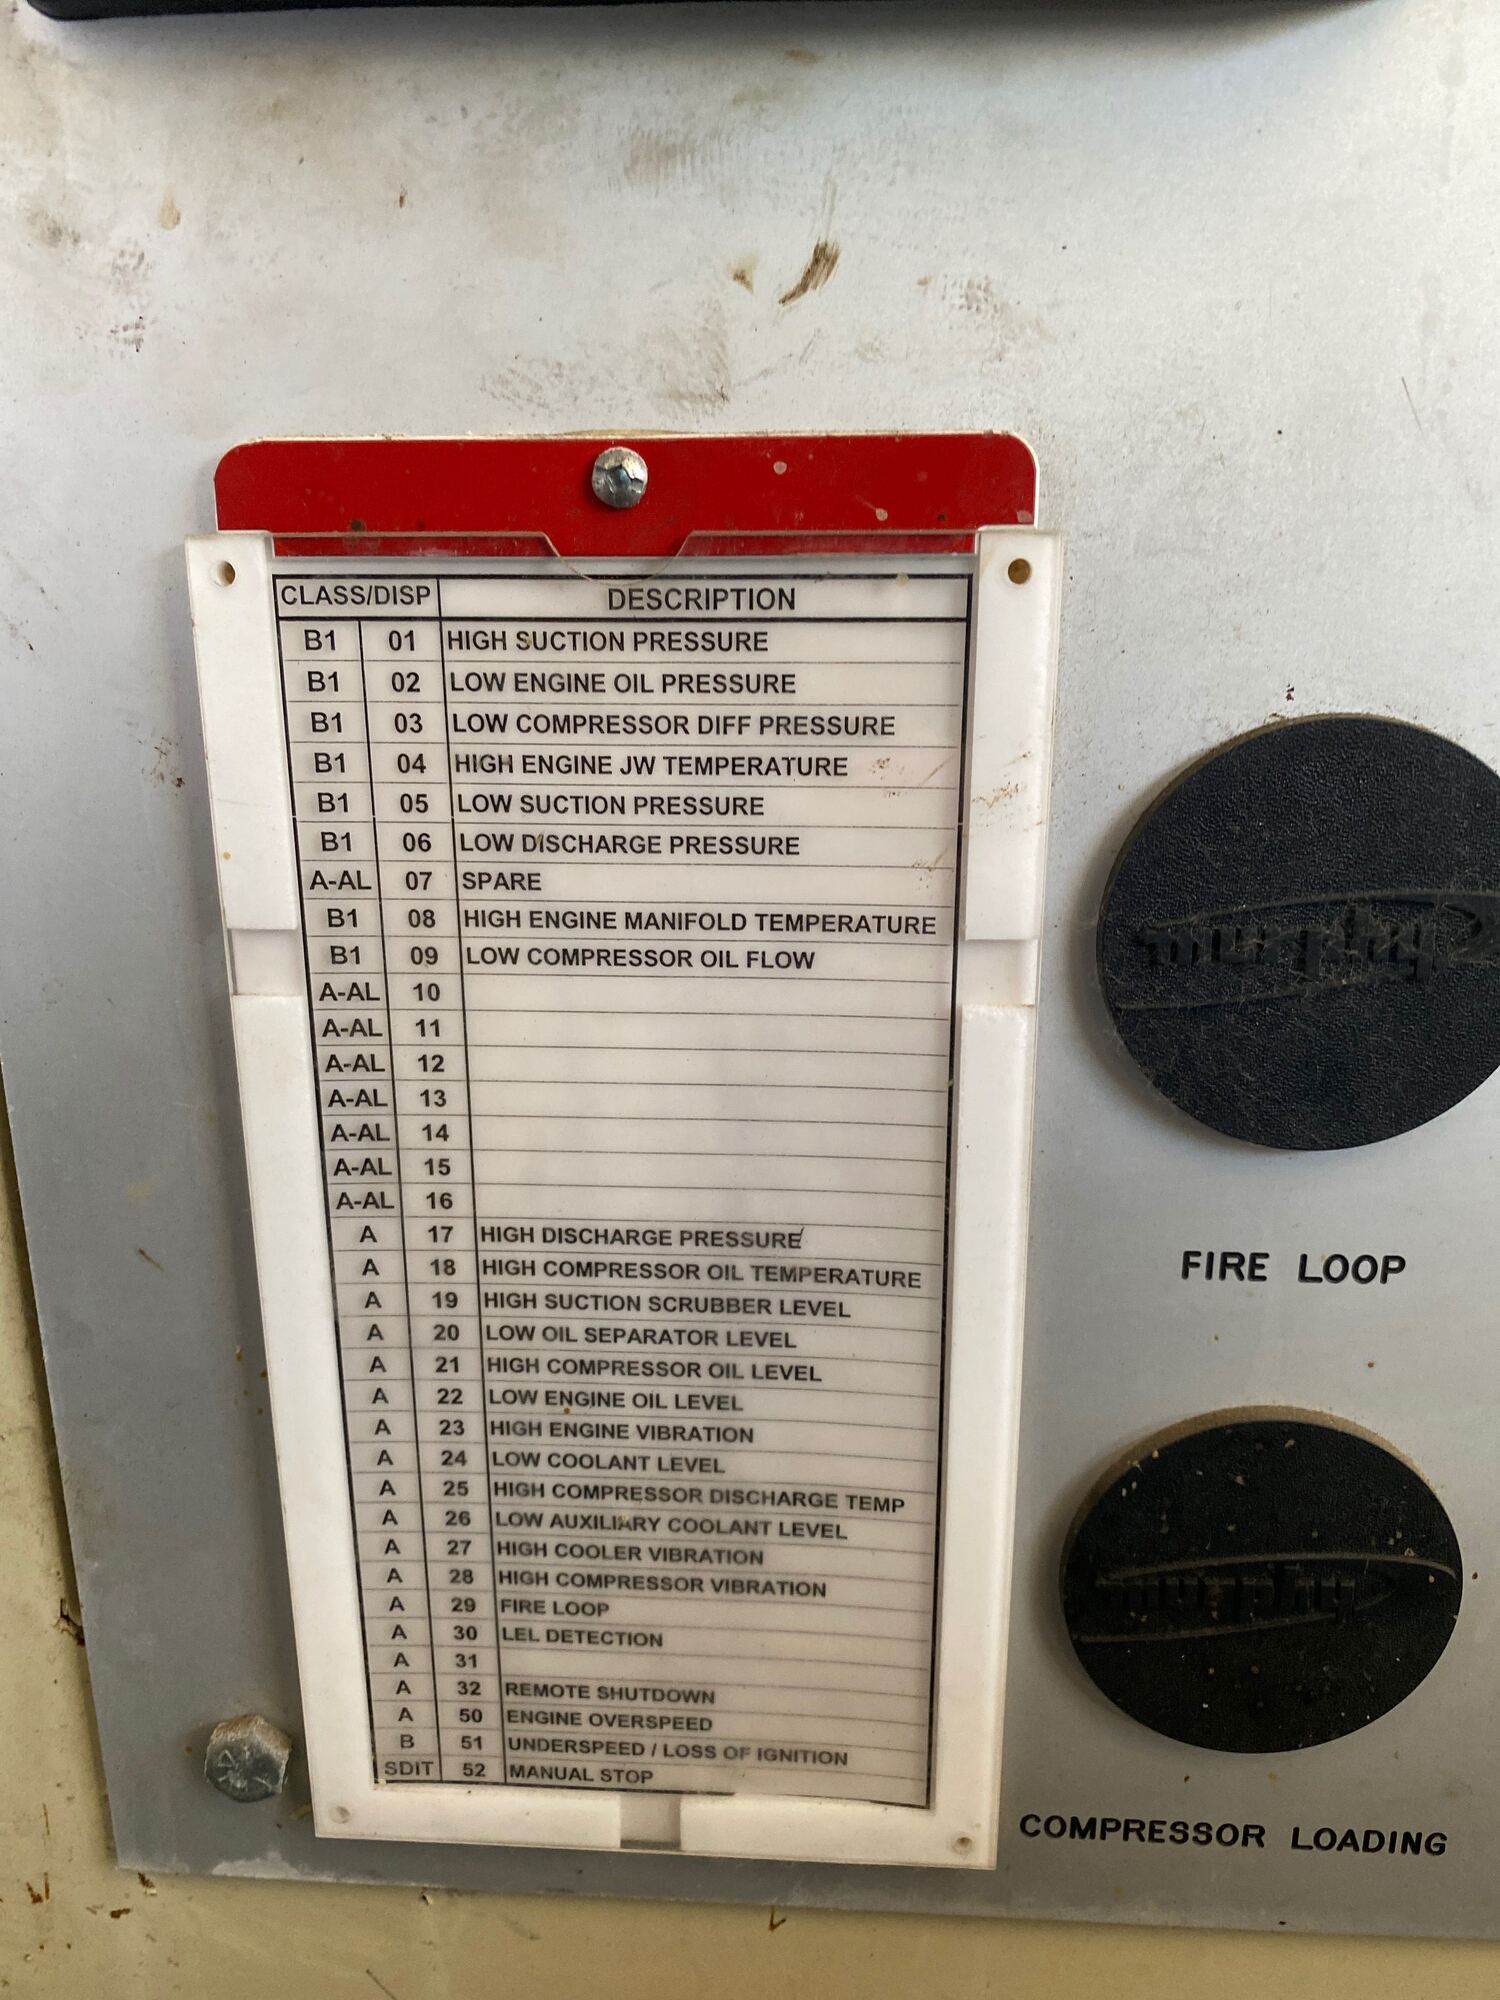 CLASS/DISP DESCRIPTION
B1 01 HIGH SUCTION PRESSURE
B1 02 LOW ENGINE OIL PRESSURE
B1 03 LOW COMPRESSOR DIFF PRESSURE
B1 04 HIGH ENGINE JW TEMPERATURE
B1 05 LOW SUCTION PRESSURE
B1 06 LOW DISCHARGE PRESSURE
A-AL 07 SPARE
B1 08 HIGH ENGINE MANIFOLD TEMPERATURE
B1 09 LOW COMPRESSOR OIL FLOW
A-AL 10
A-AL 11
A-AL 12
A-AL 13
A-AL 14
A-AL 15
A-AL 16
A 17 HIGH DISCHARGE PRESSURE
A 18 HIGH COMPRESSOR OIL TEMPERATURE
A 19 HIGH SUCTION SCRUBBER LEVEL
A 20 LOW OIL SEPARATOR LEVEL
A 21 HIGH COMPRESSOR OIL LEVEL
A 22 LOW ENGINE OIL LEVEL
A 23 HIGH ENGINE VIBRATION
A 24 LOW COOLANT LEVEL
A 25 HIGH COMPRESSOR DISCHARGE TEMP
A 26 LOW AUXILIARY COOLANT LEVEL
A 27 HIGH COOLER VIBRATION
A 28 HIGH COMPRESSOR VIBRATION
A 29 FIRE LOOP
A 30 LEL DETECTION
A 31
A 32 REMOTE SHUTDOWN
A 50 ENGINE OVERSPEED
B 51 UNDERSPEED / LOSS OF IGNITION
SDIT 52 MANUAL STOP
murphy
FIRE LOOP
murphy
COMPRESSOR LOADING